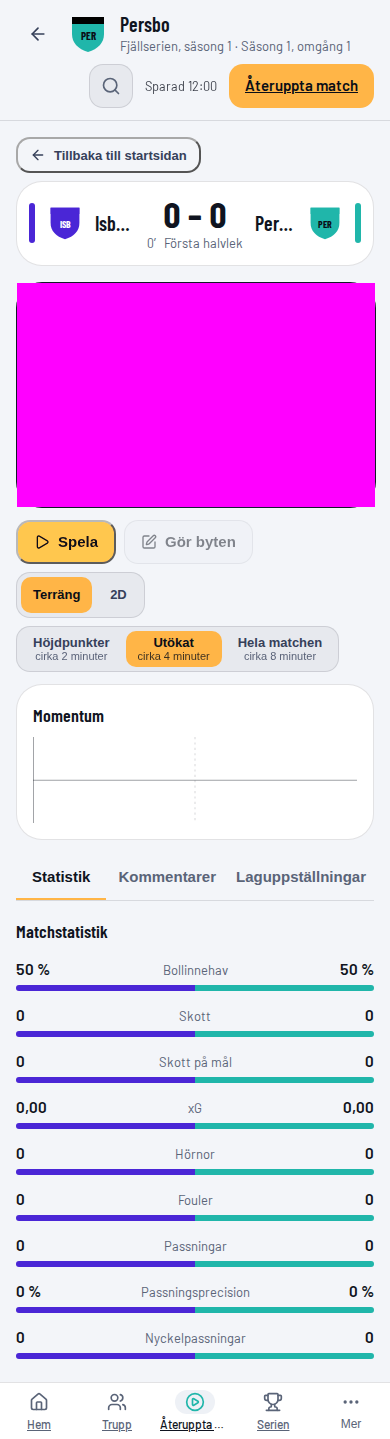 Persbo
PER
Fjällserien, säsong 1 · Säsong 1, omgång 1
Sparad 12:00
Återuppta match
Tillbaka till startsidan
ISB
Isb...
0 – 0
Per...
PER
0′ Första halvlek
Spela
Gör byten
Terräng
2D
Höjdpunkter
cirka 2 minuter
Utökat
cirka 4 minuter
Hela matchen
cirka 8 minuter
Momentum
Statistik
Kommentarer
Laguppställningar
Matchstatistik
50 % Bollinnehav 50 %
0 Skott 0
0 Skott på mål 0
0,00 xG 0,00
0 Hörnor 0
0 Fouler 0
0 Passningar 0
0 % Passningsprecision 0 %
0 Nyckelpassningar 0
Hem
Trupp
Återuppta ...
Serien
Mer